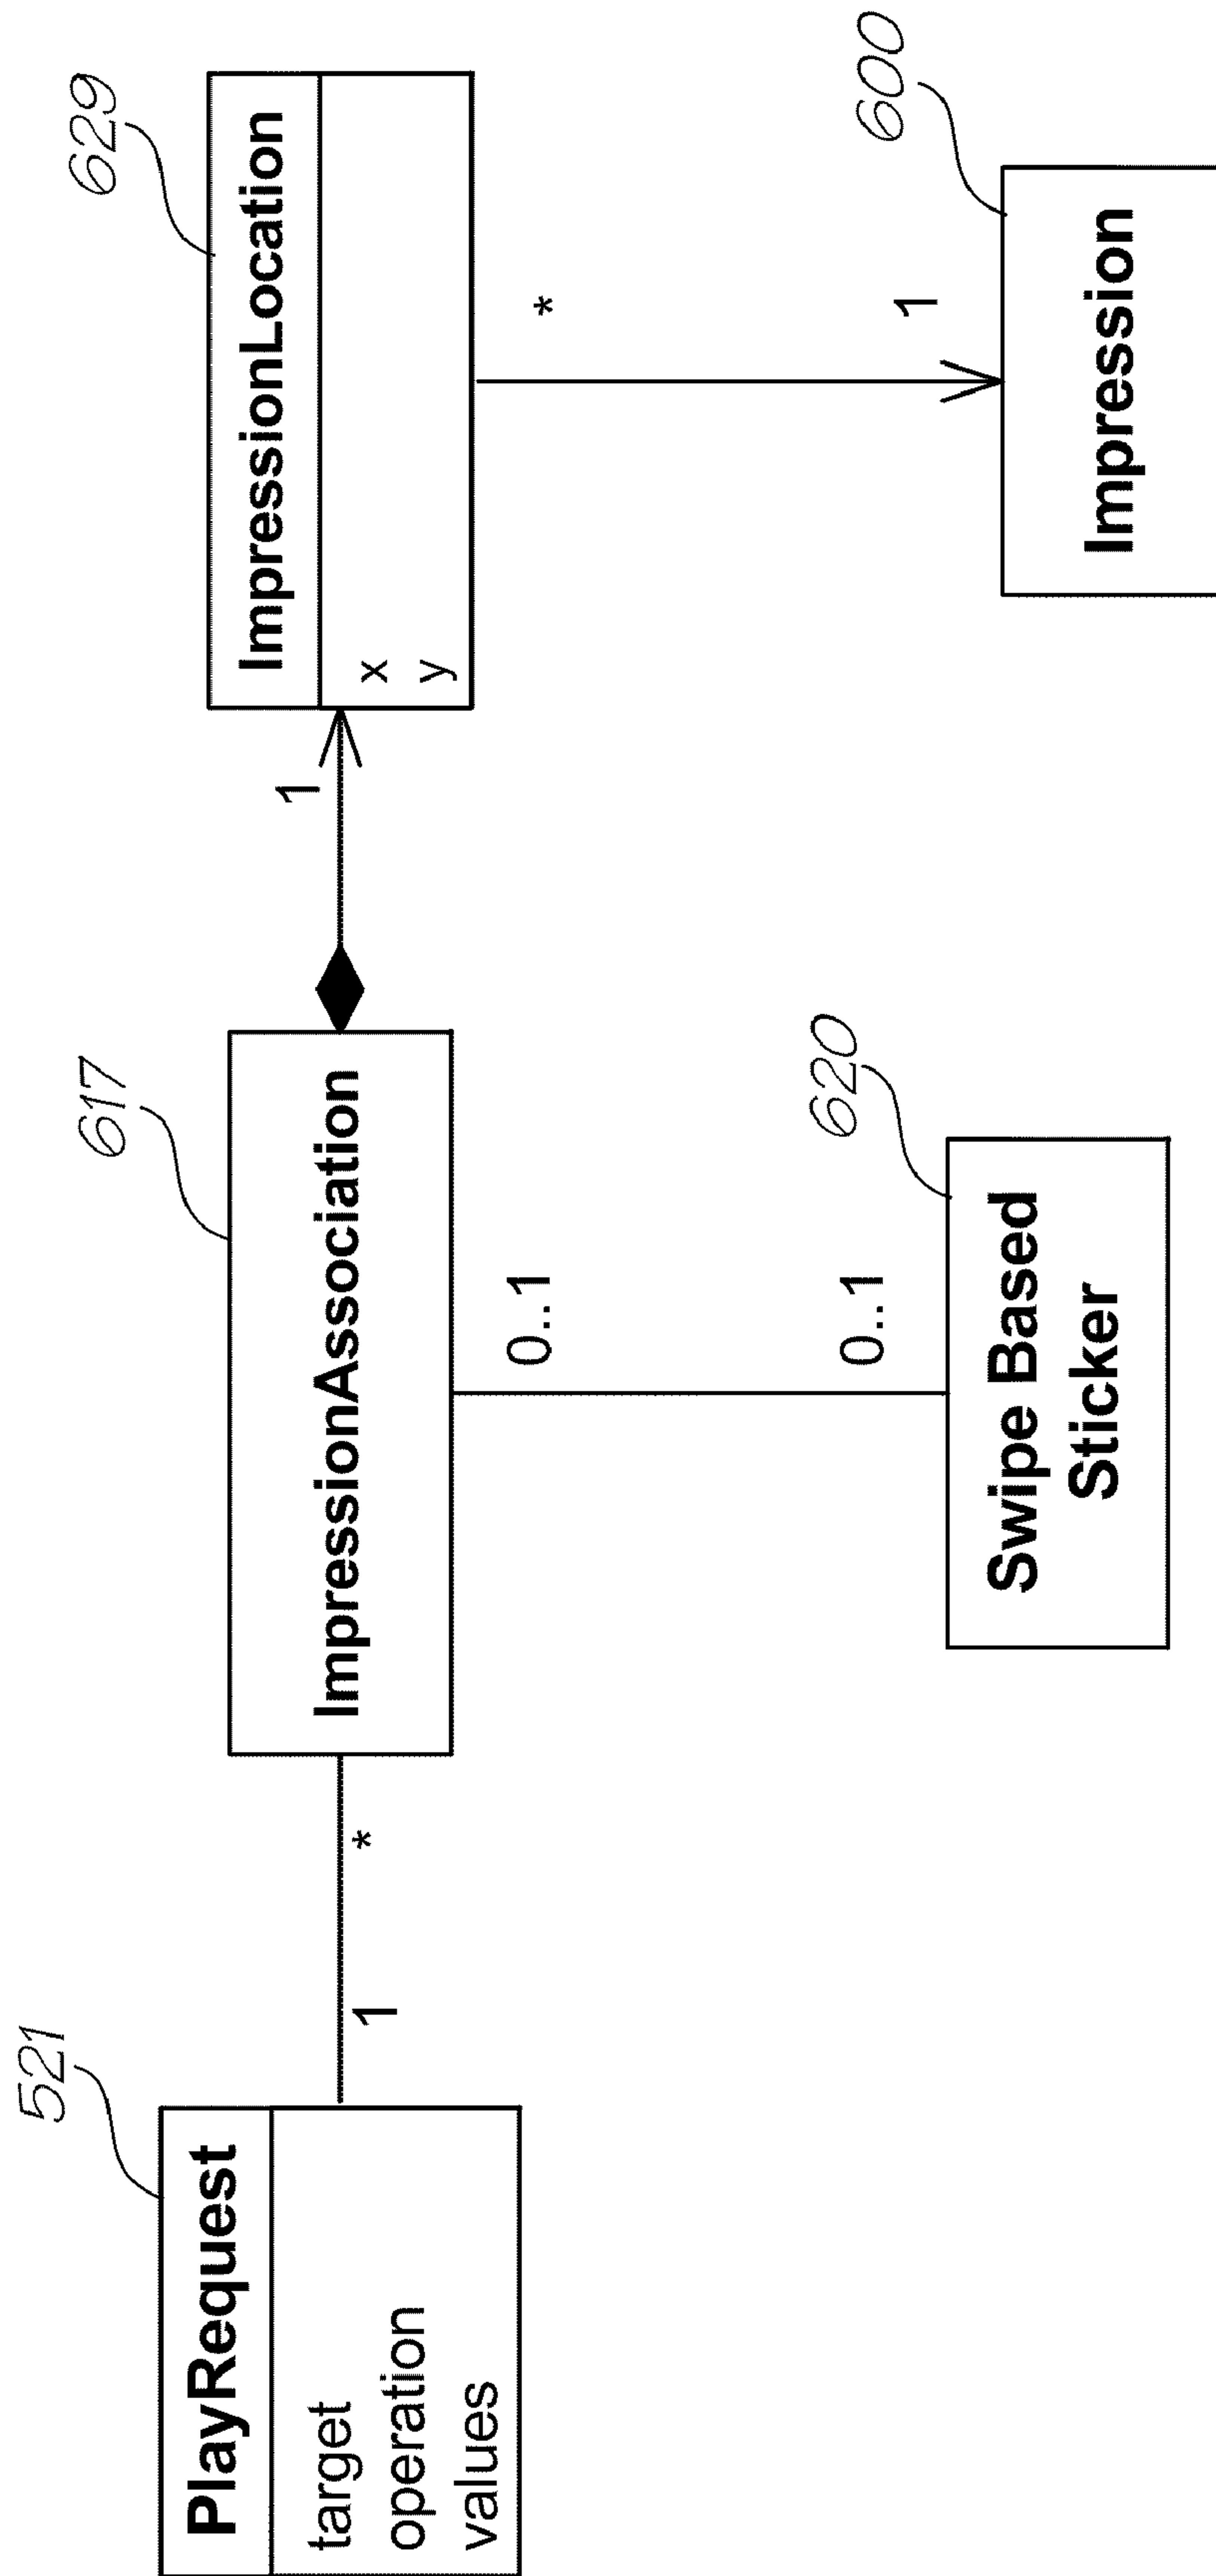 521
PlayRequest
target
operation
values
1
*
617
ImpressionAssociation
0..1
0..1
620
Swipe Based
Sticker
1
629
ImpressionLocation
x
y
*
1
600
Impression